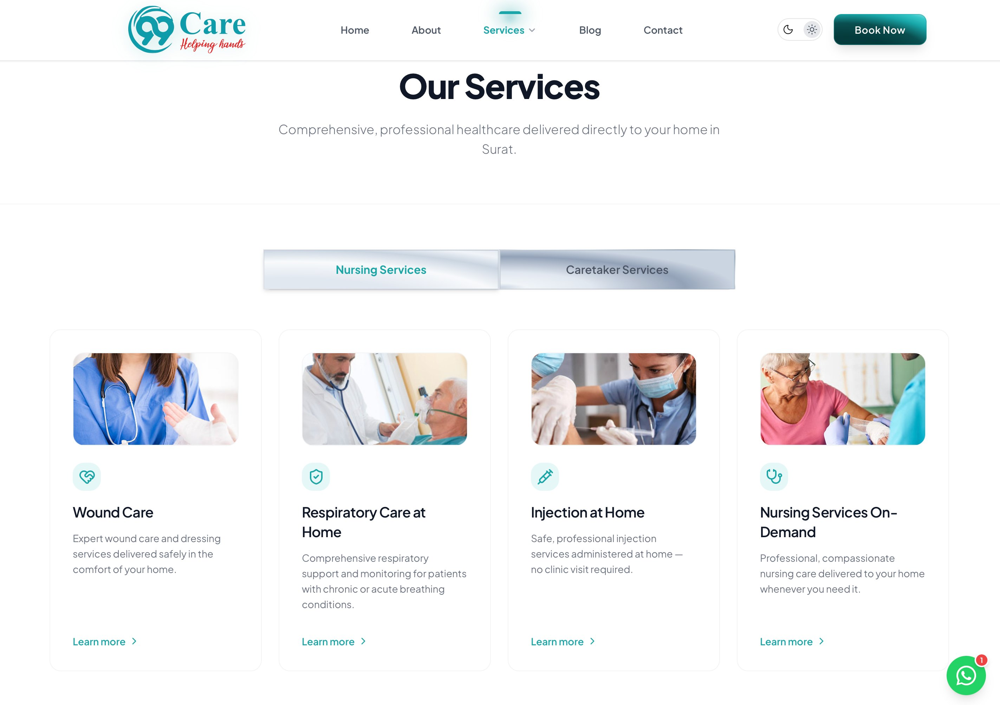 99 Care
Helping hands
Home
About
Services
Blog
Contact
Book Now
Our Services
Comprehensive, professional healthcare delivered directly to your home in
Surat.
Nursing Services
Caretaker Services
Wound Care
Expert wound care and dressing
services delivered safely in the
comfort of your home.
Learn more
Respiratory Care at
Home
Comprehensive respiratory
support and monitoring for patients
with chronic or acute breathing
conditions.
Learn more
Injection at Home
Safe, professional injection
services administered at home —
no clinic visit required.
Learn more
Nursing Services On-
Demand
Professional, compassionate
nursing care delivered to your home
whenever you need it.
Learn more
1